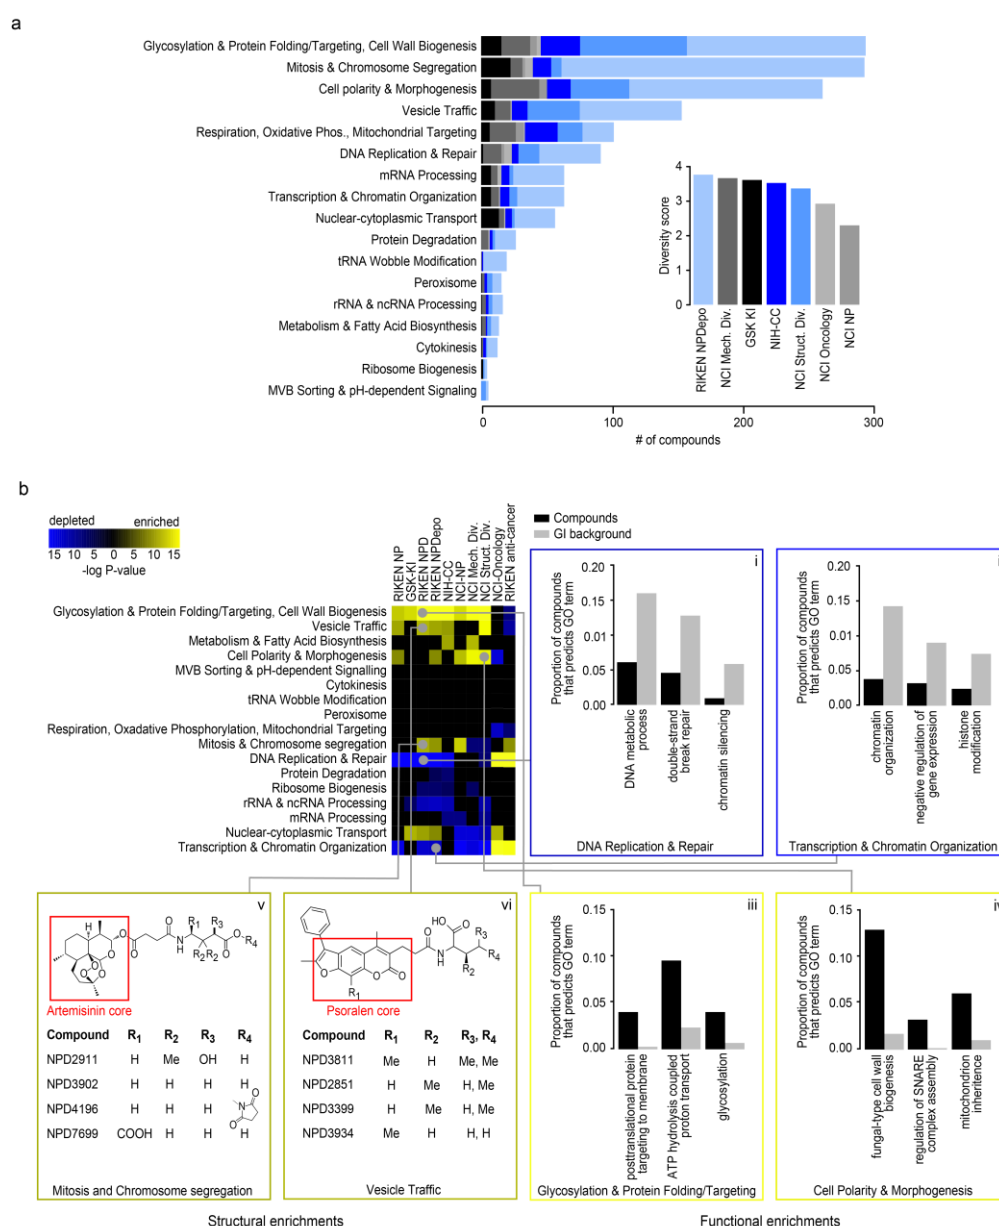 a
Glycosylation & Protein Folding/Targeting, Cell Wall Biogenesis
Mitosis & Chromosome Segregation
Cell polarity & Morphogenesis
Vesicle Traffic
Respiration, Oxidative Phos., Mitochondrial Targeting
DNA Replication & Repair
mRNA Processing
Transcription & Chromatin Organization
Nuclear-cytoplasmic Transport
Protein Degradation
tRNA Wobble Modification
Peroxisome
rRNA & ncRNA Processing
Metabolism & Fatty Acid Biosynthesis
Cytokinesis
Ribosome Biogenesis
MVB Sorting & pH-dependent Signaling
0 100 200 300
# of compounds
Diversity score
4
3
2
1
0
RIKEN NPDepo
NCI Mech. Div.
GSK KI
NIH-CC
NCI Struct. Div.
NCI Oncology
NCI NP
b
depleted enriched
15 10 5 0 5 10 15
-log P-value
RIKEN NP
GSK-KI
RIKEN NPD
RIKEN NPDepo
NIH-CC
NCI-NP
NCI Mech. Div.
NCI Struct. Div.
NCI-Oncology
RIKEN anti-cancer
Glycosylation & Protein Folding/Targeting, Cell Wall Biogenesis
Vesicle Traffic
Metabolism & Fatty Acid Biosynthesis
Cell Polarity & Morphogenesis
MVB Sorting & pH-dependent Signalling
Cytokinesis
tRNA Wobble Modification
Peroxisome
Respiration, Oxadative Phosphorylation, Mitochondrial Targeting
Mitosis & Chromosome segregation
DNA Replication & Repair
Protein Degradation
Ribosome Biogenesis
rRNA & ncRNA Processing
mRNA Processing
Nuclear-cytoplasmic Transport
Transcription & Chromatin Organization
Compounds
GI background
i
Proportion of compounds
that predicts GO term
0.20
0.15
0.10
0.05
0.00
DNA metabolic
process
double-strand
break repair
chromatin silencing
DNA Replication & Repair
Proportion of compounds
that predicts GO term
0.20
0.15
0.10
0.05
0.00
chromatin
organization
negative regulation of
gene expression
histone
modification
Transcription & Chromatin Organization
v
H
O
O
O
O
O
O
O
N
H
R1
R2 R2
R3
O
O
R4
Artemisinin core
Compound R1 R2 R3 R4
NPD2911 H Me OH H
NPD3902 H H H H
NPD4196 H H H
N
O
O
NPD7699 COOH H H H
Mitosis and Chromosome segregation
vi
O
O
O
R1
O
N
H
HO
O
R2
R3
R4
Psoralen core
Compound R1 R2 R3, R4
NPD3811 Me H Me, Me
NPD2851 H Me H, Me
NPD3399 H Me H, Me
NPD3934 Me H H, H
Vesicle Traffic
iii
Proportion of compounds
that predicts GO term
0.15
0.10
0.05
0.00
posttranslational protein
targeting to membrane
ATP hydrolysis coupled
proton transport
glycosylation
Glycosylation & Protein Folding/Targeting
Proportion of compounds
that predicts GO term
0.15
0.10
0.05
0.00
fungal-type cell wall
biogenesis
regulation of SNARE
complex assembly
mitochondrion
inheritence
Cell Polarity & Morphogenesis
Structural enrichments
Functional enrichments